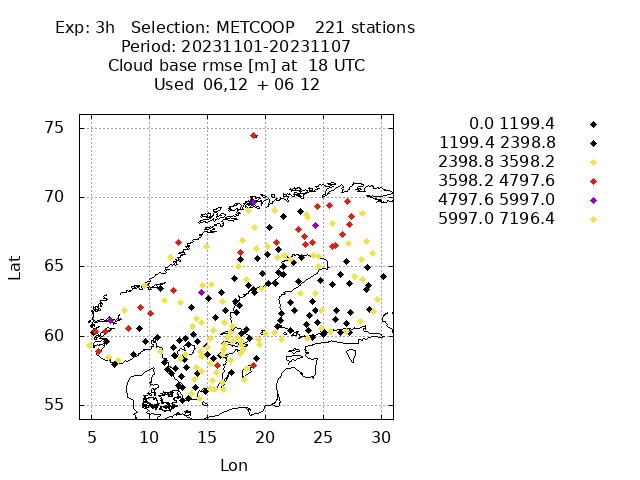 Exp: 3h   Selection: METCOOP    221 stations
Period: 20231101-20231107
Cloud base rmse [m] at  18 UTC
Used  06,12  + 06 12
75
70
65
60
55
5 10 15 20 25 30
Lat
Lon
0.0 1199.4
1199.4 2398.8
2398.8 3598.2
3598.2 4797.6
4797.6 5997.0
5997.0 7196.4